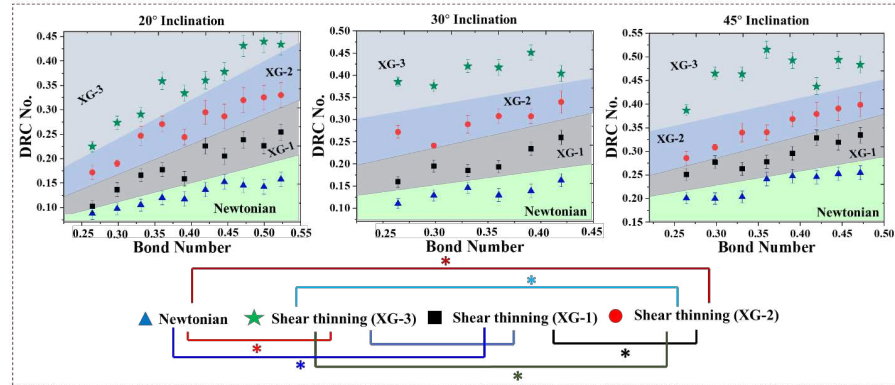 20° Inclination
DRC No.
0.45
0.40
0.35
0.30
0.25
0.20
0.15
0.10
XG-3
XG-2
XG-1
Newtonian
0.25 0.30 0.35 0.40 0.45 0.50 0.55
Bond Number
30° Inclination
DRC No.
0.50
0.45
0.40
0.35
0.30
0.25
0.20
0.15
0.10
XG-3
XG-2
XG-1
Newtonian
0.25 0.30 0.35 0.40 0.45
Bond Number
45° Inclination
DRC No.
0.55
0.50
0.45
0.40
0.35
0.30
0.25
0.20
0.15
XG-3
XG-2
XG-1
Newtonian
0.25 0.30 0.35 0.40 0.45 0.50
Bond Number
*
*
Newtonian Shear thinning (XG-3) Shear thinning (XG-1) Shear thinning (XG-2)
* *
* *